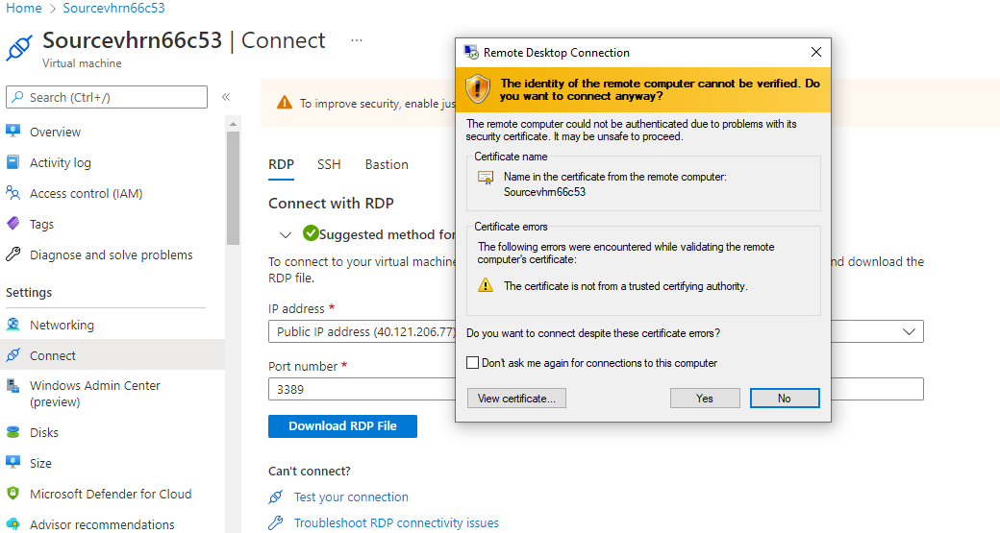 Home > Sourcevhrn66c53
Sourcevhrn66c53 | Connect ...
Virtual machine
Search (Ctrl+/)
«
Overview
Activity log
Access control (IAM)
Tags
Diagnose and solve problems
Settings
Networking
Connect
Windows Admin Center
(preview)
Disks
Size
Microsoft Defender for Cloud
Advisor recommendations
To improve security, enable jus
RDP SSH Bastion
Connect with RDP
Suggested method for
To connect to your virtual machine
nd download the
RDP file.
IP address *
Public IP address (40.121.206.77)
Port number *
3389
Download RDP File
Can't connect?
Test your connection
Troubleshoot RDP connectivity issues
Remote Desktop Connection
The identity of the remote computer cannot be verified. Do
you want to connect anyway?
The remote computer could not be authenticated due to problems with its
security certificate. It may be unsafe to proceed.
Certificate name
Name in the certificate from the remote computer:
Sourcevhrn66c53
Certificate errors
The following errors were encountered while validating the remote
computer's certificate:
The certificate is not from a trusted certifying authority.
Do you want to connect despite these certificate errors?
Don't ask me again for connections to this computer
View certificate...
Yes
No